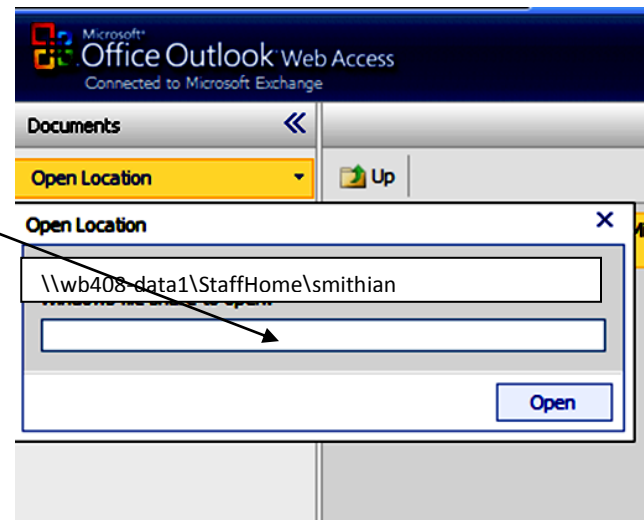 Microsoft
Office Outlook Web Access
Connected to Microsoft Exchange
Documents
Open Location
Up
Open Location
\\wb408-data1\StaffHome\smithian
Open